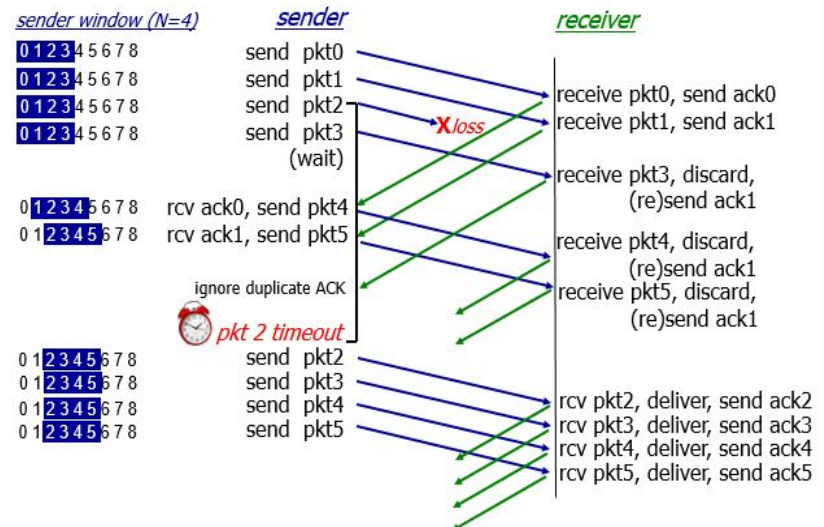 sender window (N=4) sender receiver
0 1 2 3 4 5 6 7 8 send pkt0
0 1 2 3 4 5 6 7 8 send pkt1
0 1 2 3 4 5 6 7 8 send pkt2
0 1 2 3 4 5 6 7 8 send pkt3
(wait)
X loss
receive pkt0, send ack0
receive pkt1, send ack1
receive pkt3, discard,
(re)send ack1
0 1 2 3 4 5 6 7 8 rcv ack0, send pkt4
0 1 2 3 4 5 6 7 8 rcv ack1, send pkt5
receive pkt4, discard,
(re)send ack1
receive pkt5, discard,
(re)send ack1
ignore duplicate ACK
pkt 2 timeout
0 1 2 3 4 5 6 7 8 send pkt2
0 1 2 3 4 5 6 7 8 send pkt3
0 1 2 3 4 5 6 7 8 send pkt4
0 1 2 3 4 5 6 7 8 send pkt5
rcv pkt2, deliver, send ack2
rcv pkt3, deliver, send ack3
rcv pkt4, deliver, send ack4
rcv pkt5, deliver, send ack5